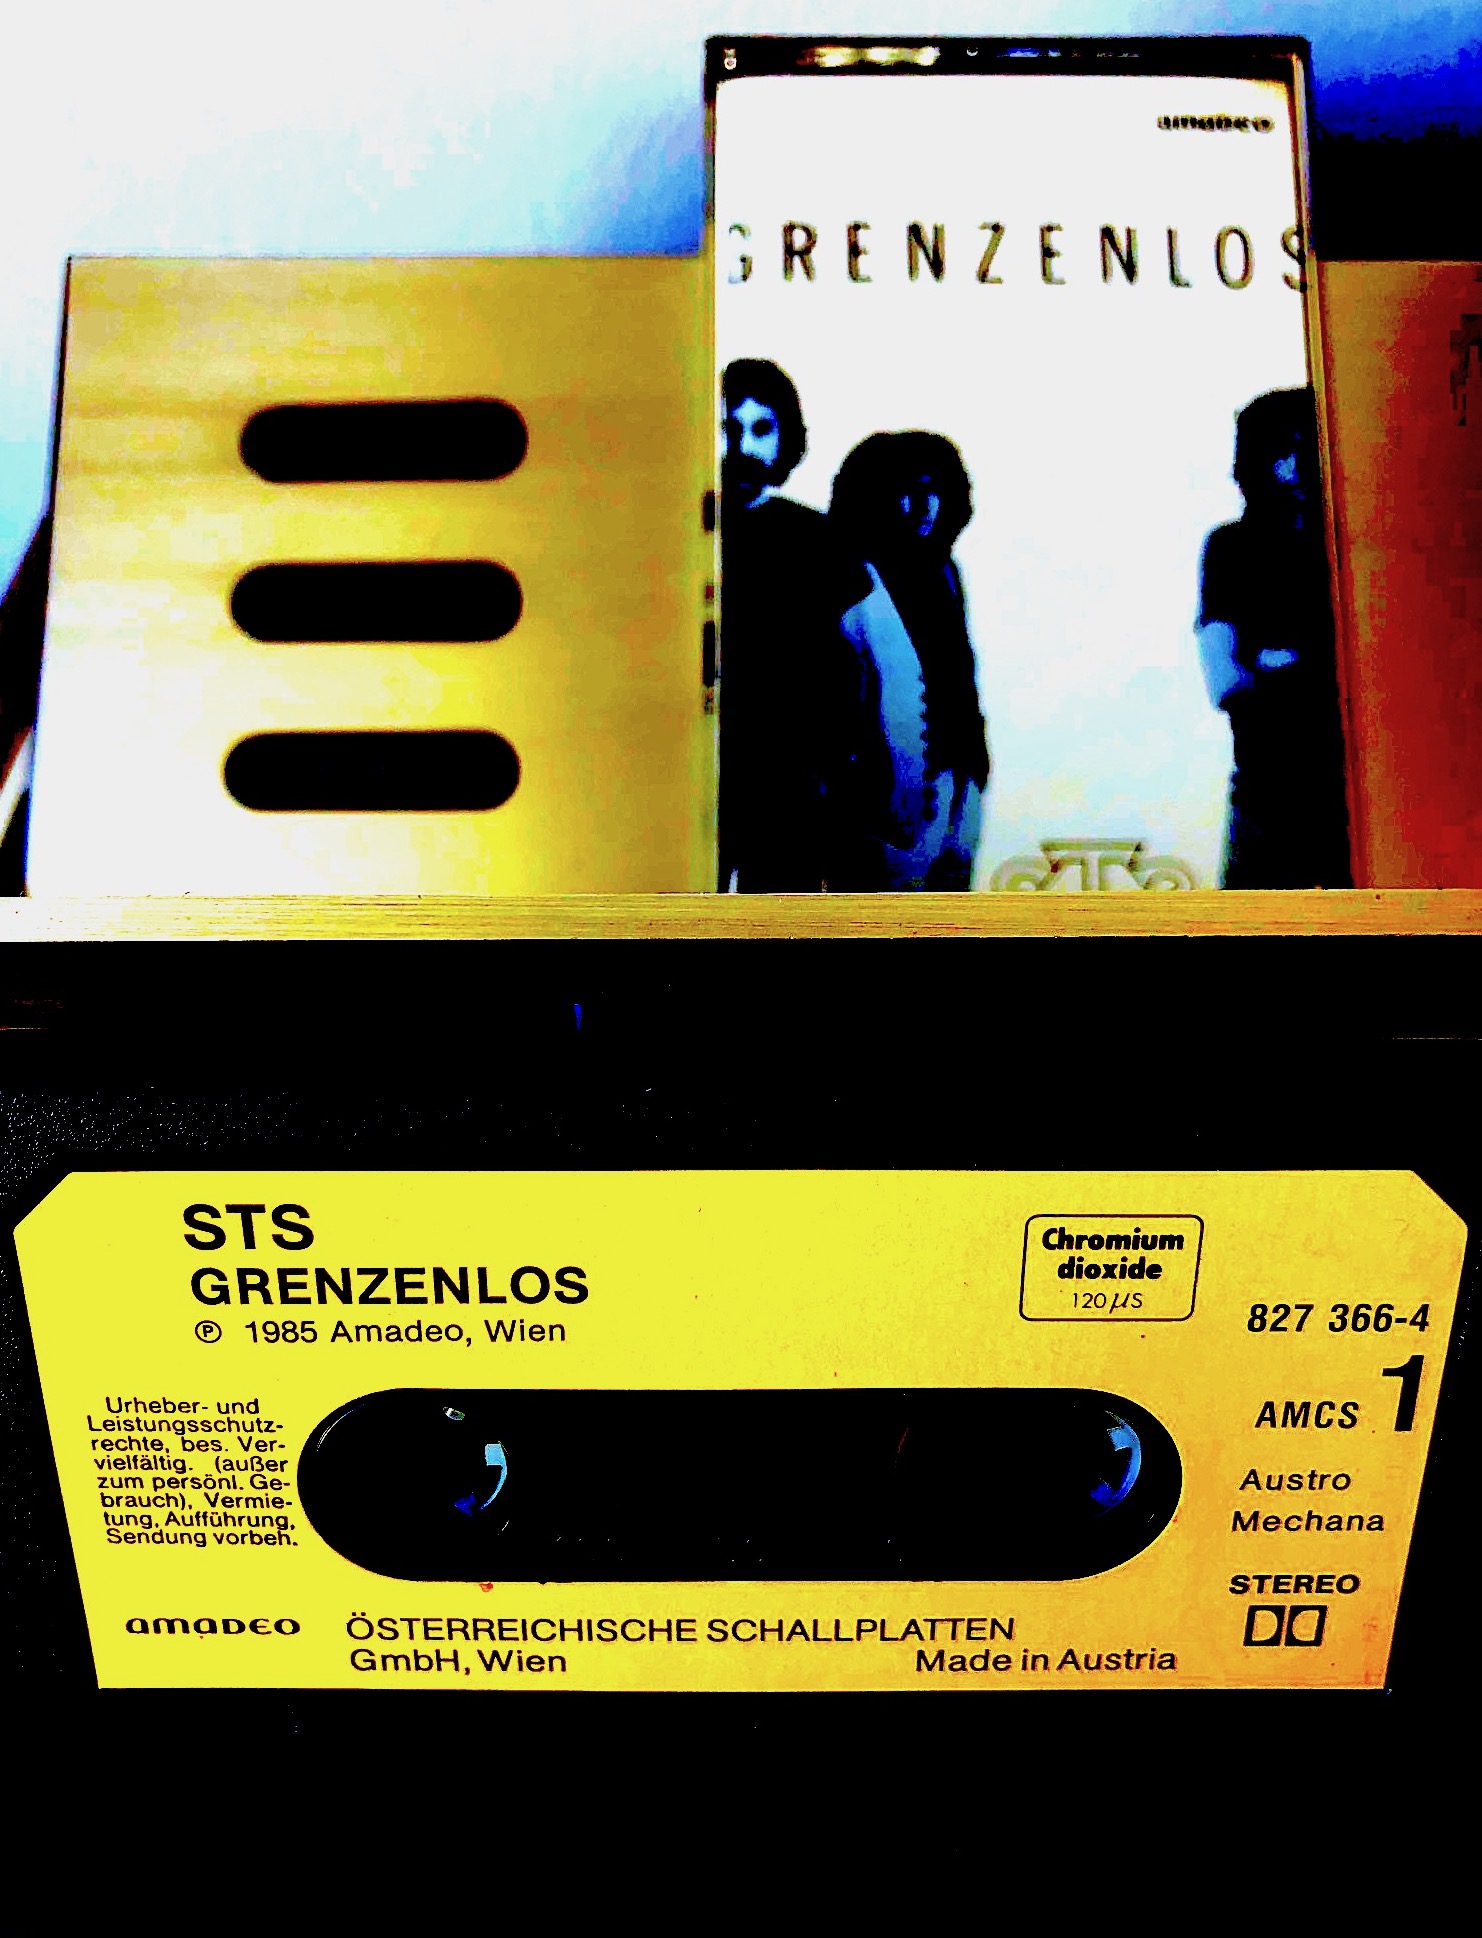 amadeo
GRENZENLOS
STS
STS
GRENZENLOS
℗ 1985 Amadeo, Wien
Chromium
dioxide
120 µs
827 366-4
1
AMCS
Urheber- und
Leistungsschutz-
rechte, bes. Ver-
vielfältig. (außer
zum persönl. Ge-
brauch), Vermie-
tung, Aufführung,
Sendung vorbeh.
Austro
Mechana
STEREO
amadeo
ÖSTERREICHISCHE SCHALLPLATTEN
GmbH, Wien
Made in Austria